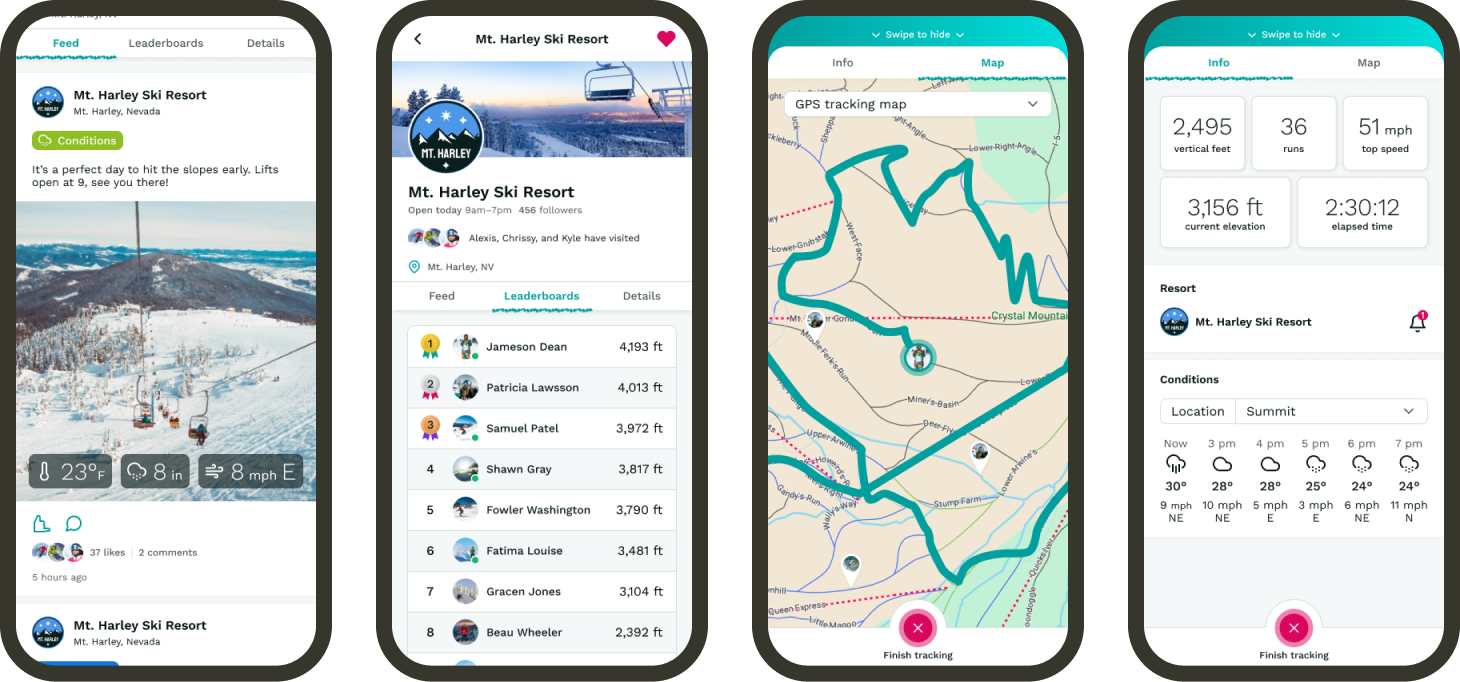 Feed Leaderboards Details
Mt. Harley Ski Resort
Mt. Harley, Nevada
Conditions
It's a perfect day to hit the slopes early. Lifts
open at 9, see you there!
23°F 8 in 8 mph E
37 likes 2 comments
5 hours ago
Mt. Harley Ski Resort
Mt. Harley, Nevada
Mt. Harley Ski Resort
MT. HARLEY
Mt. Harley Ski Resort
Open today 9am–7pm 456 followers
Alexis, Chrissy, and Kyle have visited
Mt. Harley, NV
Feed Leaderboards Details
1 Jameson Dean 4,193 ft
2 Patricia Lawsson 4,013 ft
3 Samuel Patel 3,972 ft
4 Shawn Gray 3,817 ft
5 Fowler Washington 3,790 ft
6 Fatima Louise 3,481 ft
7 Gracen Jones 3,104 ft
8 Beau Wheeler 2,392 ft
Swipe to hide
Info Map
GPS tracking map
Lower-Right-Angle
I-5
West-Face
Lower-Grubstak
Crystal Mountai
Miner's-Basin
Deer-Fly
Upper-Arwine's
Lower-Arwine's
Stump Farm
Gandy's-Run
Wally's-Way
Quicksilver
Queen-Express
Finish tracking
Swipe to hide
Info Map
2,495
vertical feet
36
runs
51 mph
top speed
3,156 ft
current elevation
2:30:12
elapsed time
Resort
Mt. Harley Ski Resort
1
Conditions
Location Summit
Now 3 pm 4 pm 5 pm 6 pm 7 pm
30° 28° 28° 25° 24° 24°
9 mph 10 mph 5 mph 3 mph 6 mph 11 mph
NE NE E E NE N
Finish tracking